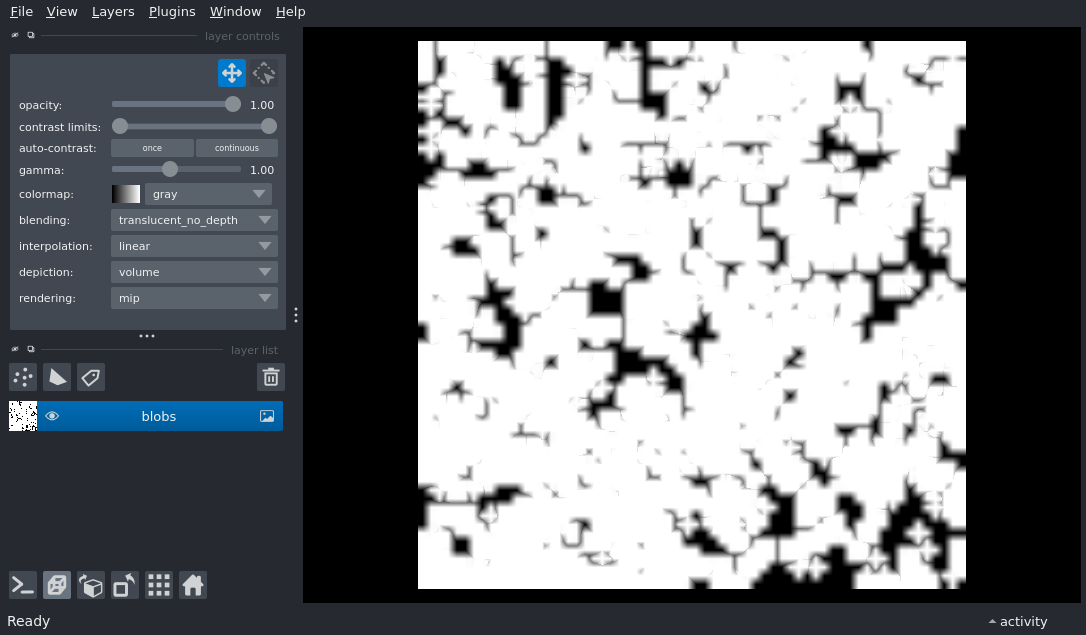 File View Layers Plugins Window Help
layer controls
opacity: 1.00
contrast limits:
auto-contrast: once continuous
gamma: 1.00
colormap: gray
blending: translucent_no_depth
interpolation: linear
depiction: volume
rendering: mip
layer list
blobs
Ready activity